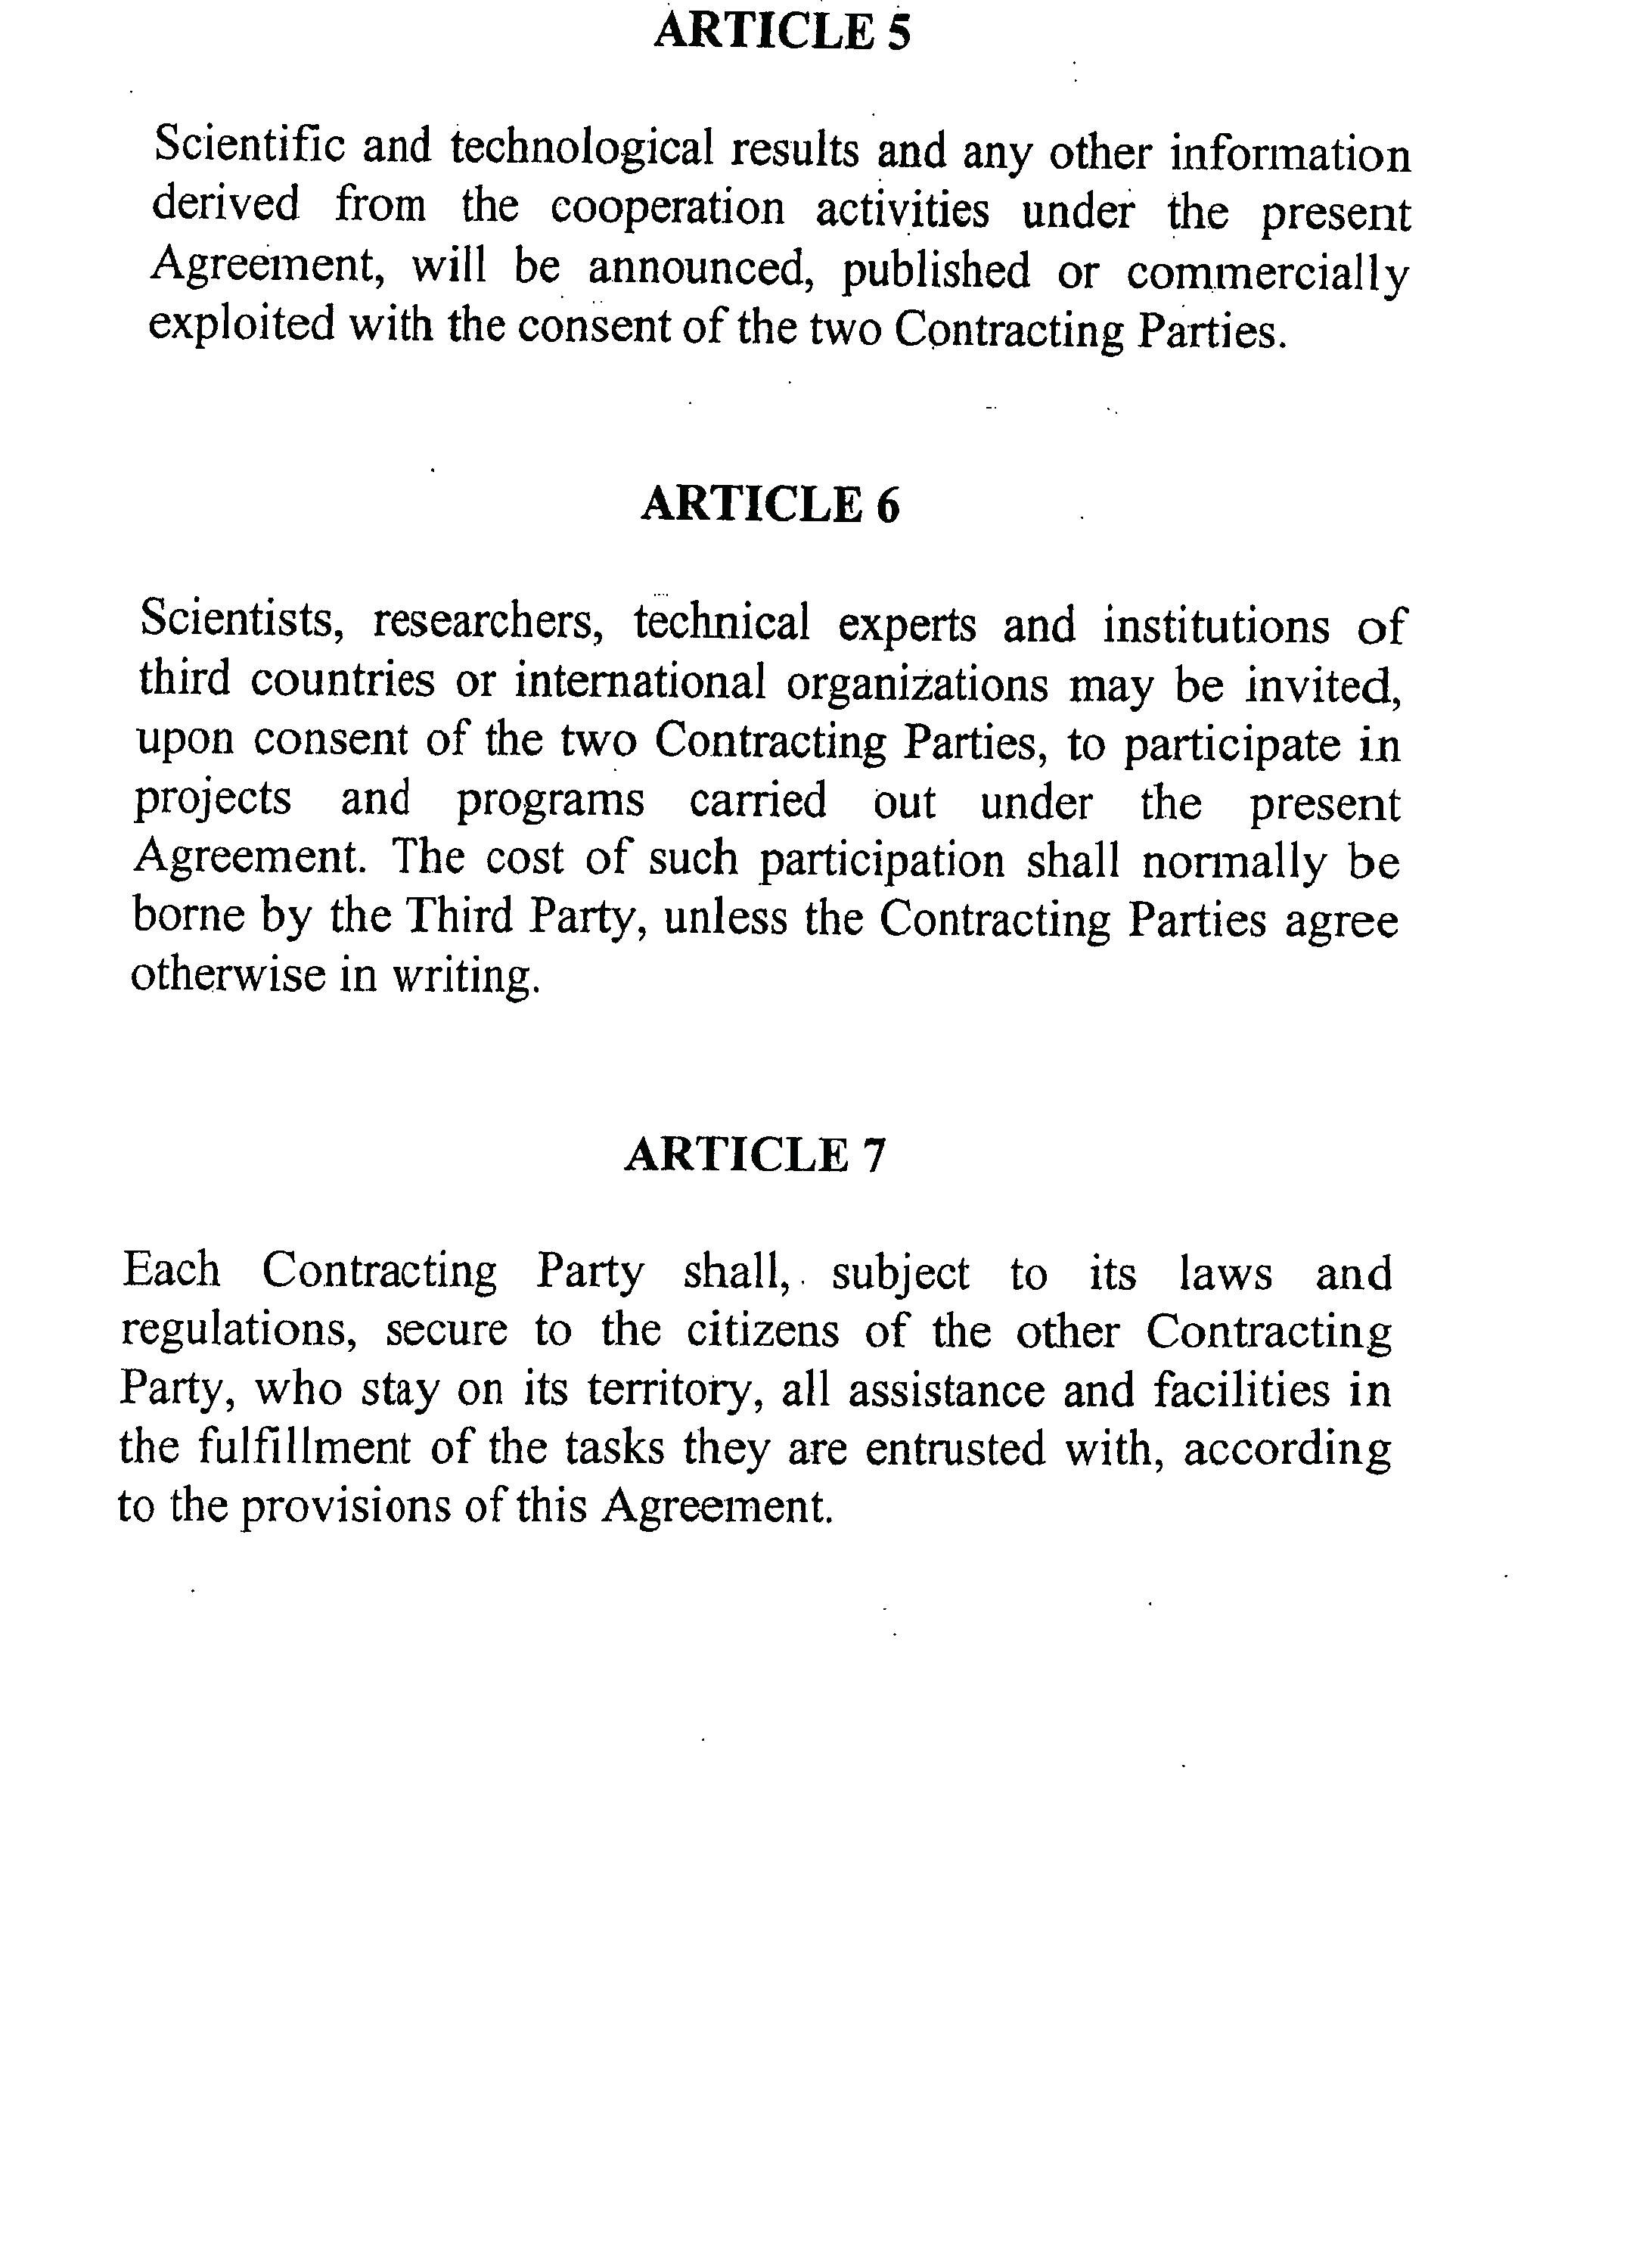 ARTICLE 5
Scientific and technological results and any other information
derived from the cooperation activities under the present
Agreement, will be announced, published or commercially
exploited with the consent of the two Contracting Parties.
ARTICLE 6
Scientists, researchers, technical experts and institutions of
third countries or international organizations may be invited,
upon consent of the two Contracting Parties, to participate in
projects and programs carried out under the present
Agreement. The cost of such participation shall normally be
borne by the Third Party, unless the Contracting Parties agree
otherwise in writing.
ARTICLE 7
Each Contracting Party shall, subject to its laws and
regulations, secure to the citizens of the other Contracting
Party, who stay on its territory, all assistance and facilities in
the fulfillment of the tasks they are entrusted with, according
to the provisions of this Agreement.